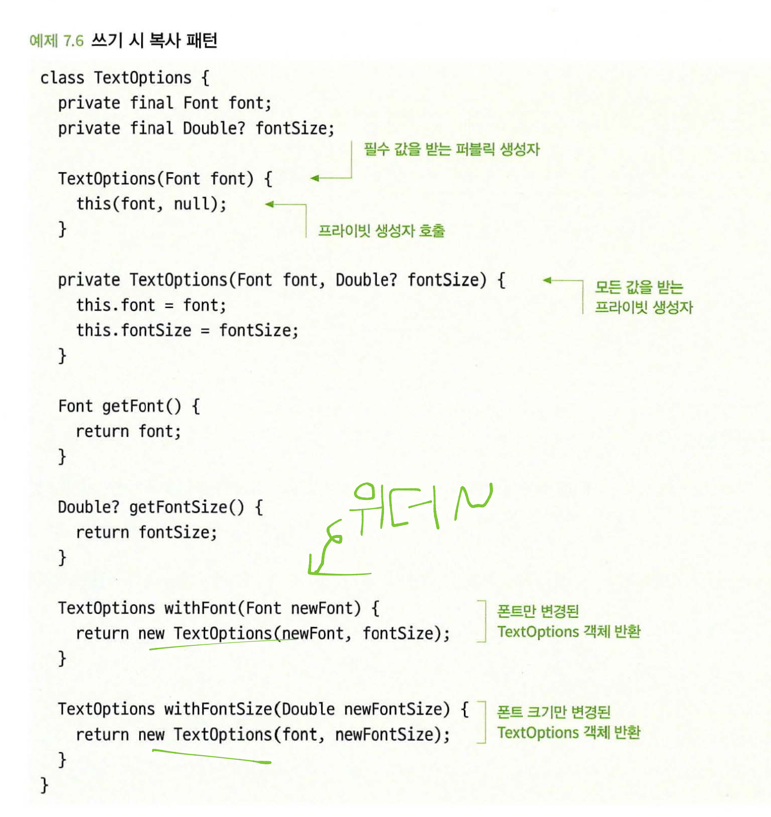 예제 7.6 쓰기 시 복사 패턴
class TextOptions {
private final Font font;
private final Double? fontSize;
필수 값을 받는 퍼블릭 생성자
TextOptions(Font font) {
this(font, null);
}
프라이빗 생성자 호출
private TextOptions(Font font, Double? fontSize) {
모든 값을 받는
프라이빗 생성자
this.font = font;
this.fontSize = fontSize;
}
Font getFont() {
return font;
}
Double? getFontSize() {
return fontSize;
}
위더
TextOptions withFont(Font newFont) {
폰트만 변경된
return new TextOptions(newFont, fontSize);
TextOptions 객체 반환
}
TextOptions withFontSize(Double newFontSize) {
폰트 크기만 변경된
return new TextOptions(font, newFontSize);
TextOptions 객체 반환
}
}